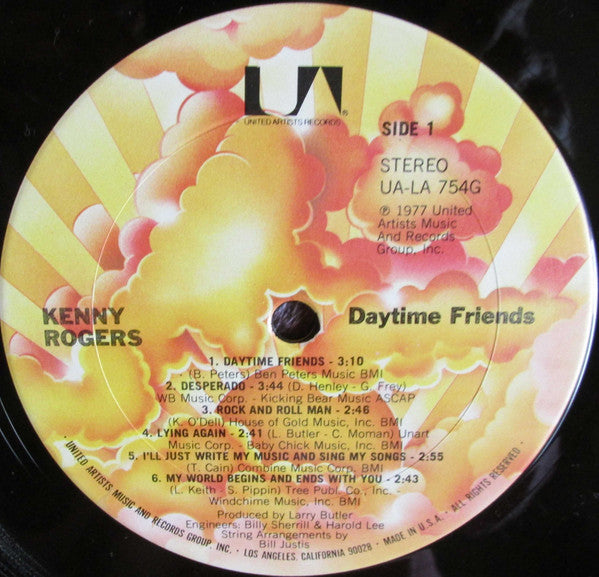 UA
UNITED ARTISTS RECORDS®
SIDE 1
STEREO
UA-LA 754G
℗ 1977 United
Artists Music
And Records
Group, Inc.
KENNY
ROGERS
Daytime Friends
1. DAYTIME FRIENDS - 3:10
(B. Peters) Ben Peters Music BMI
2. DESPERADO - 3:44 (D. Henley - G. Frey)
WB Music Corp. - Kicking Bear Music ASCAP
3. ROCK AND ROLL MAN - 2:46
(K. O'Dell) House of Gold Music, Inc. BMI
4. LYING AGAIN - 2:41 (L. Butler - C. Moman) Unart
Music Corp. - Baby Chick Music, Inc. BMI
5. I'LL JUST WRITE MY MUSIC AND SING MY SONGS - 2:55
(T. Cain) Combine Music Corp. BMI
6. MY WORLD BEGINS AND ENDS WITH YOU - 2:43
(L. Keith - S. Pippin) Tree Publ. Co., Inc. -
Windchime Music, Inc. BMI
Produced by Larry Butler
Engineers: Billy Sherrill & Harold Lee
String Arrangements by
Bill Justis
· UNITED ARTISTS MUSIC AND RECORDS GROUP, INC. · LOS ANGELES, CALIFORNIA 90028 · MADE IN U.S.A. · ALL RIGHTS RESERVED ·